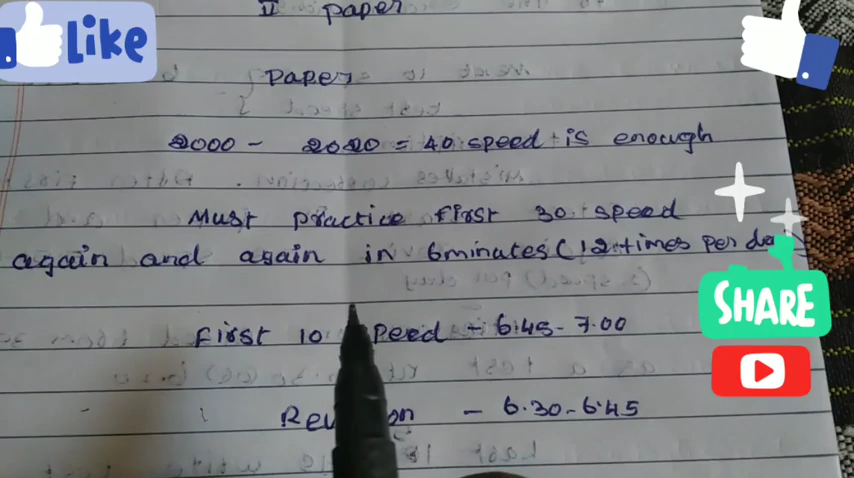 II paper
Like
Paper
2000 - 2020 = 40 speed is enough
Must practice first 30 speed
again and again in 6minates (12 times per day)
SHARE
First 10 speed - 6.45 - 7.00
- 6.30 - 6.45